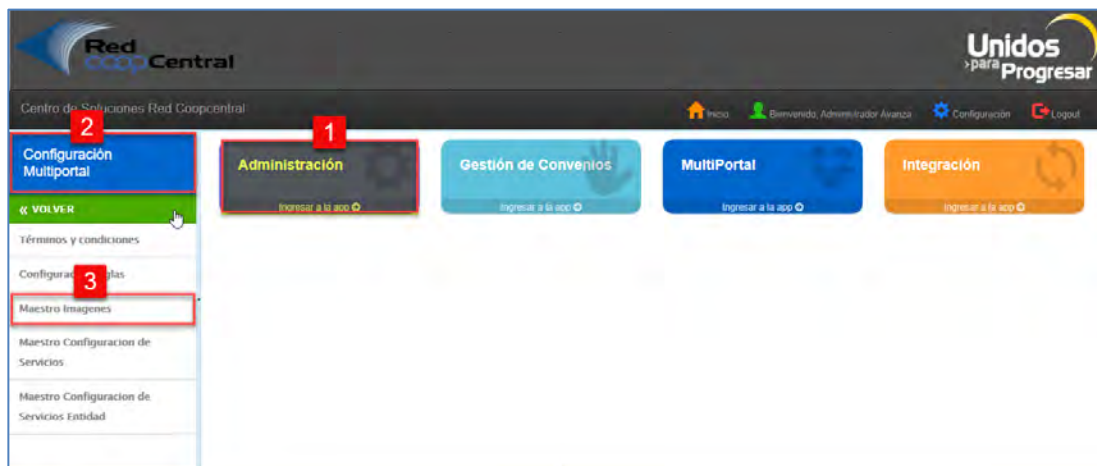 Red
coopCentral
Unidos
>para Progresar
Centro de Soluciones Red Coopcentral
Inicio
Bienvenido, Administrador Avanza
Configuración
Logout
2
1
Configuración
Multiportal
Administración
Gestión de Convenios
MultiPortal
Integración
Ingresar a la app
Ingresar a la app
Ingresar a la app
Ingresar a la app
« VOLVER
Términos y condiciones
3
Maestro Imagenes
Maestro Configuracion de
Servicios
Maestro Configuracion de
Servicios Entidad